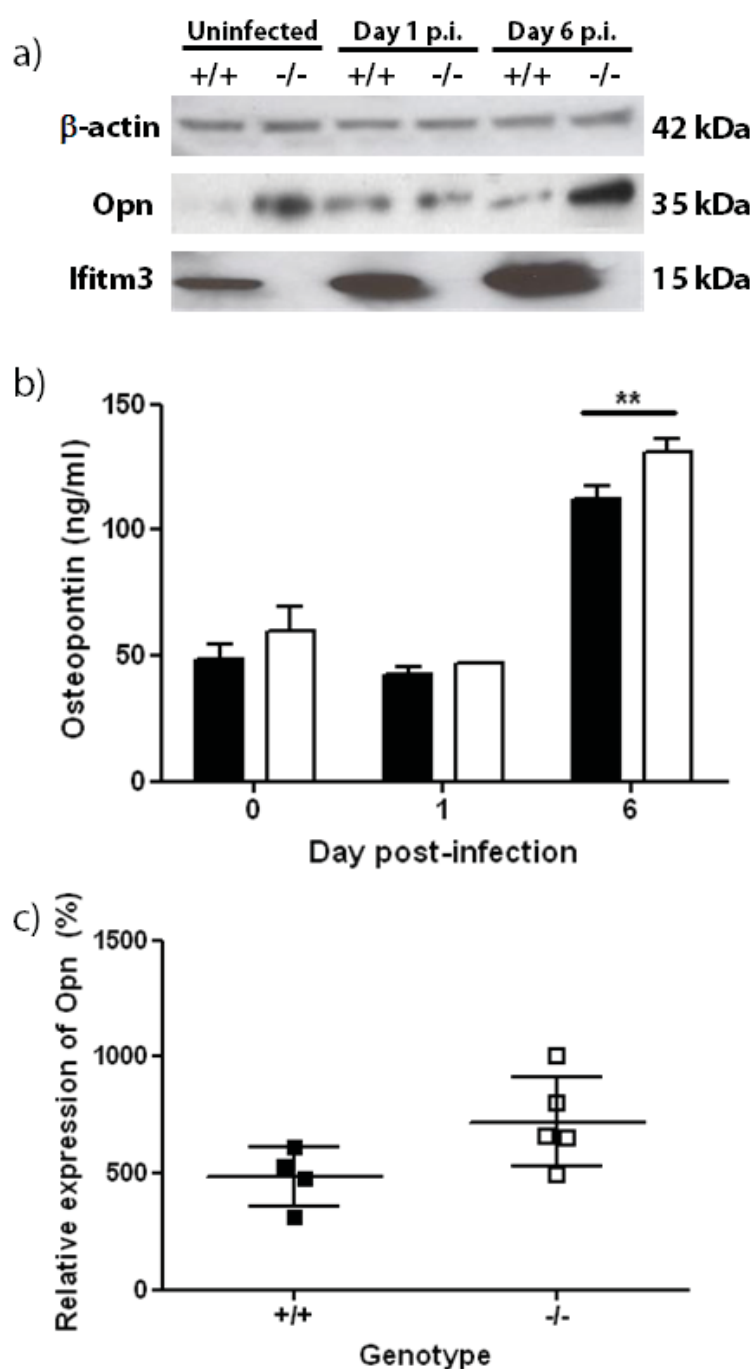 a)
Uninfected Day 1 p.i. Day 6 p.i.
+/+ -/- +/+ -/- +/+ -/-
β-actin 42 kDa
Opn 35 kDa
Ifitm3 15 kDa
b)
Osteopontin (ng/ml)
150
**
100
50
0
0 1 6
Day post-infection
c)
Relative expression of Opn (%)
1500
1000
500
0
+/+ -/-
Genotype